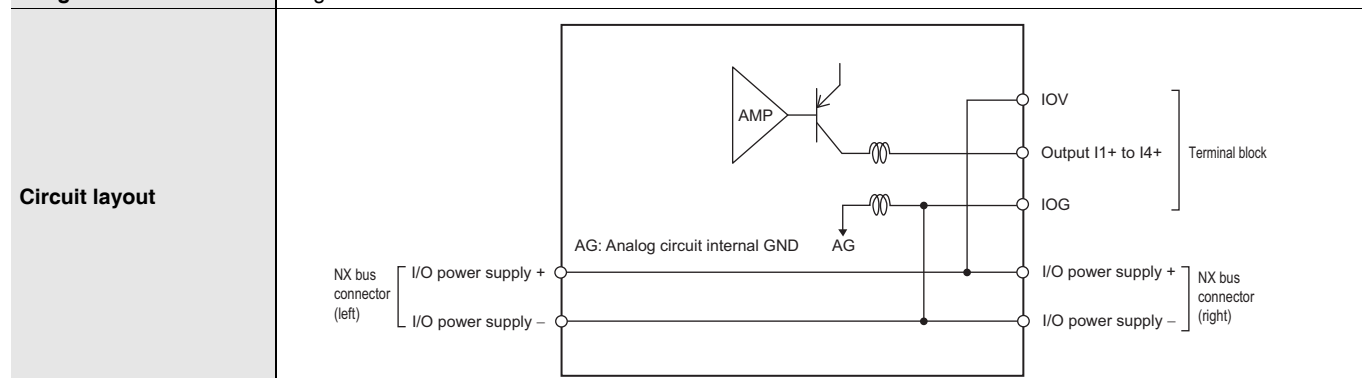 Circuit layout
AMP
IOV
Output I1+ to I4+
Terminal block
IOG
AG: Analog circuit internal GND
AG
NX bus
connector
(left)
I/O power supply +
I/O power supply –
I/O power supply +
I/O power supply –
NX bus
connector
(right)